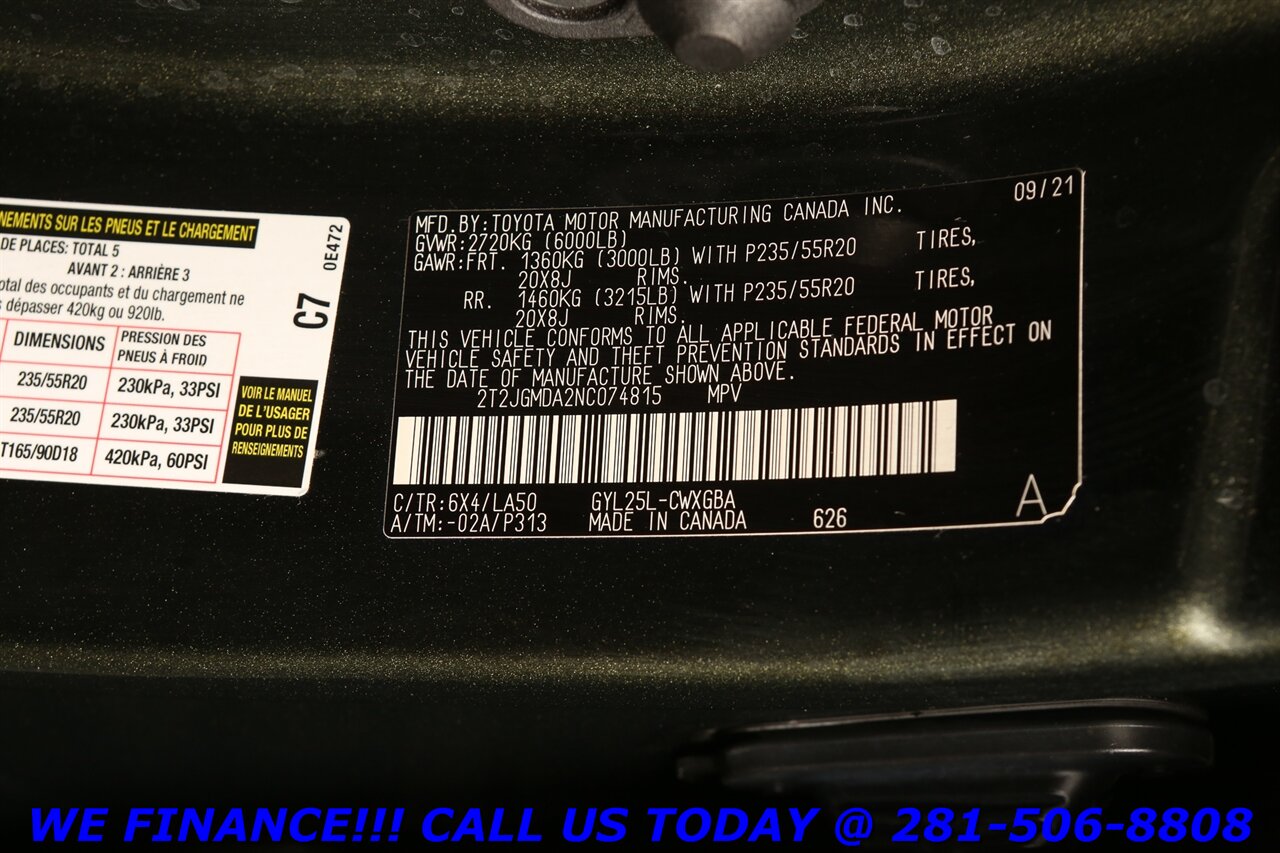 NEMENTS SUR LES PNEUS ET LE CHARGEMENT
DE PLACES: TOTAL 5
AVANT 2 : ARRIÈRE 3
otal des occupants et du chargement ne
dépasser 420kg ou 920lb.
DIMENSIONS PRESSION DES PNEUS À FROID
235/55R20 230kPa, 33PSI
235/55R20 230kPa, 33PSI
T165/90D18 420kPa, 60PSI
VOIR LE MANUEL
DE L'USAGER
POUR PLUS DE
RENSEIGNEMENTS
0E472
C7
09/21
MFD.BY:TOYOTA MOTOR MANUFACTURING CANADA INC.
GVWR:2720KG (6000LB)
GAWR:FRT. 1360KG (3000LB) WITH P235/55R20 TIRES,
20X8J RIMS.
RR. 1460KG (3215LB) WITH P235/55R20 TIRES,
20X8J RIMS.
THIS VEHICLE CONFORMS TO ALL APPLICABLE FEDERAL MOTOR
VEHICLE SAFETY AND THEFT PREVENTION STANDARDS IN EFFECT ON
THE DATE OF MANUFACTURE SHOWN ABOVE.
2T2JGMDA2NC074815 MPV
C/TR:6X4/LA50 GYL25L-CWXGBA
A/TM:-02A/P313 MADE IN CANADA 626
A
WE FINANCE!!! CALL US TODAY @ 281-506-8808